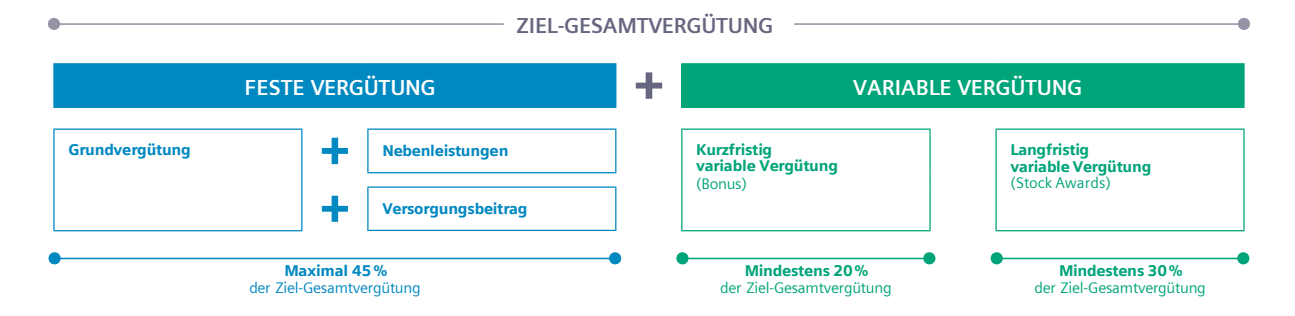 ZIEL-GESAMTVERGÜTUNG
FESTE VERGÜTUNG
+
VARIABLE VERGÜTUNG
Grundvergütung
+
Nebenleistungen
+
Versorgungsbeitrag
Maximal 45 %
der Ziel-Gesamtvergütung
Kurzfristig
variable Vergütung
(Bonus)
Mindestens 20 %
der Ziel-Gesamtvergütung
Langfristig
variable Vergütung
(Stock Awards)
Mindestens 30 %
der Ziel-Gesamtvergütung